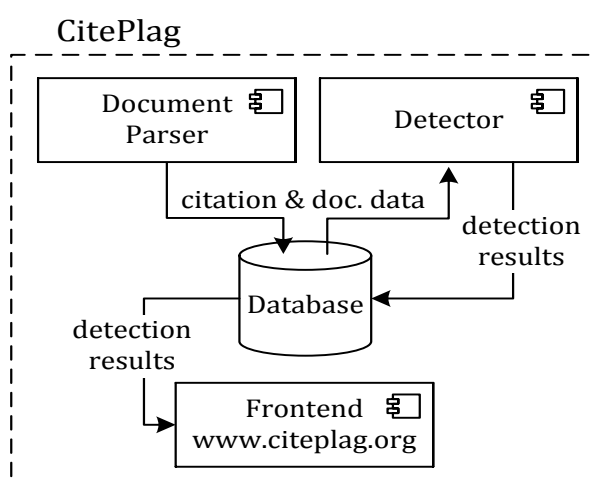 CitePlag
Document
Parser
Detector
citation & doc. data
detection
results
Database
detection
results
Frontend
www.citeplag.org